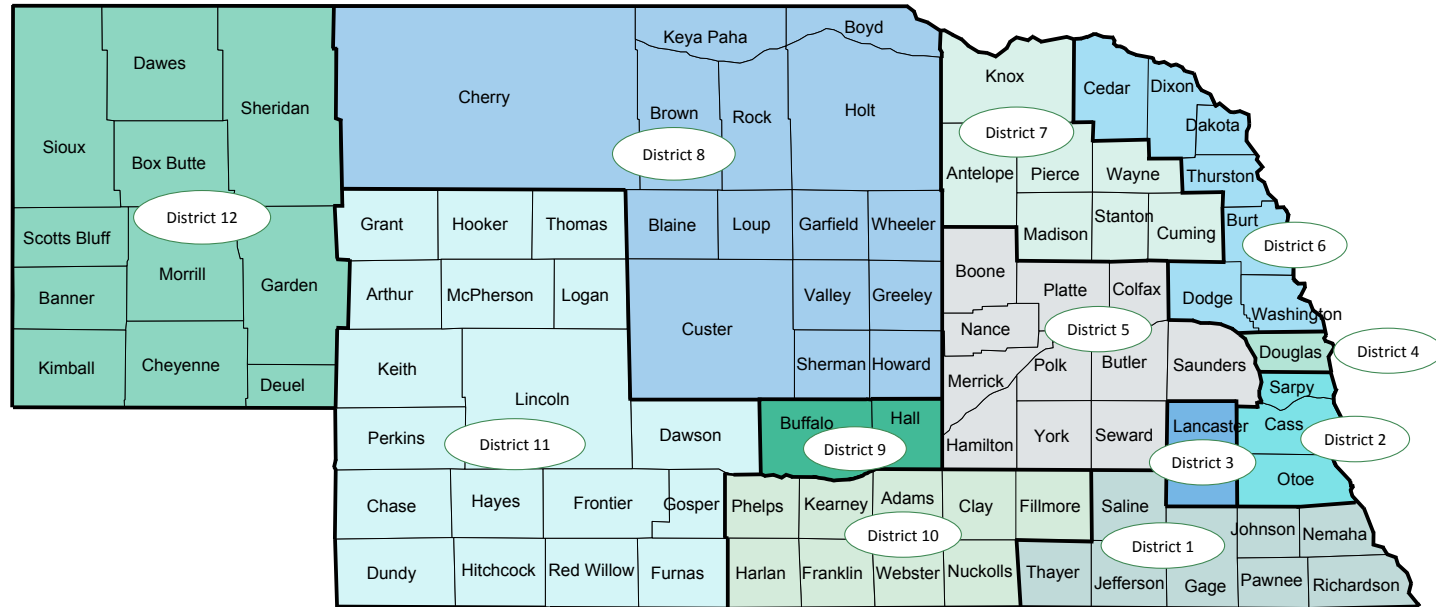 Dawes
Sheridan
Sioux
Box Butte
District 12
Scotts Bluff
Morrill
Garden
Banner
Kimball
Cheyenne
Deuel
Cherry
Keya Paha
Boyd
Brown
Rock
Holt
District 8
Blaine
Loup
Garfield
Wheeler
Custer
Valley
Greeley
Sherman
Howard
Grant
Hooker
Thomas
Arthur
McPherson
Logan
Keith
Lincoln
Perkins
District 11
Dawson
Chase
Hayes
Frontier
Gosper
Dundy
Hitchcock
Red Willow
Furnas
Knox
District 7
Antelope
Pierce
Wayne
Madison
Stanton
Cuming
Cedar
Dixon
Dakota
Thurston
Burt
District 6
Dodge
Washington
Boone
Platte
Colfax
Nance
District 5
Merrick
Polk
Butler
Saunders
Hamilton
York
Seward
Douglas
District 4
Sarpy
Cass
District 2
Otoe
Lancaster
District 3
Buffalo
Hall
District 9
Phelps
Kearney
Adams
Clay
Fillmore
District 10
Harlan
Franklin
Webster
Nuckolls
Saline
District 1
Thayer
Jefferson
Gage
Johnson
Nemaha
Pawnee
Richardson